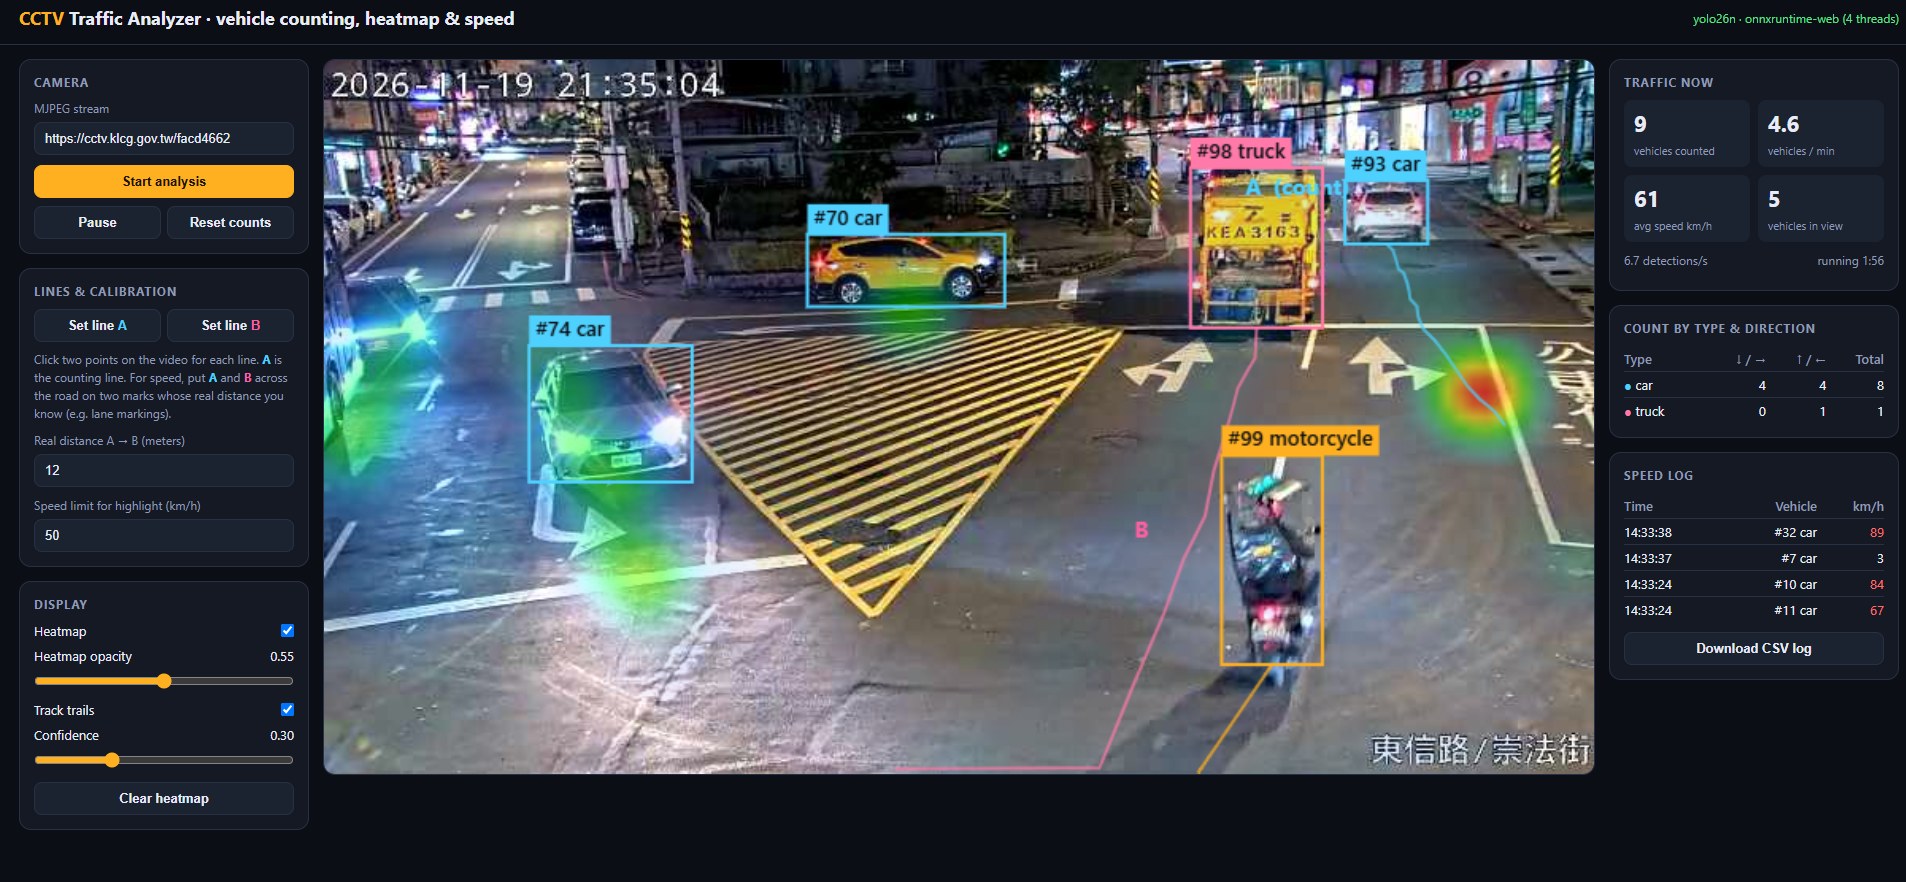 CCTV Traffic Analyzer · vehicle counting, heatmap & speed
yolo26n · onnxruntime-web (4 threads)
CAMERA
MJPEG stream
https://cctv.klcg.gov.tw/facd4662
Start analysis
Pause
Reset counts
LINES & CALIBRATION
Set line A
Set line B
Click two points on the video for each line. A is
the counting line. For speed, put A and B across
the road on two marks whose real distance you
know (e.g. lane markings).
Real distance A → B (meters)
12
Speed limit for highlight (km/h)
50
DISPLAY
Heatmap
Heatmap opacity 0.55
Track trails
Confidence 0.30
Clear heatmap
2026-11-19 21:35:04
#98 truck
#93 car
A (count)
KEA3163
#70 car
#74 car
#99 motorcycle
B
東信路/崇法街
TRAFFIC NOW
9
vehicles counted
4.6
vehicles / min
61
avg speed km/h
5
vehicles in view
6.7 detections/s
running 1:56
COUNT BY TYPE & DIRECTION
Type ↓ / → ↑ / ← Total
car 4 4 8
truck 0 1 1
SPEED LOG
Time Vehicle km/h
14:33:38 #32 car 89
14:33:37 #7 car 3
14:33:24 #10 car 84
14:33:24 #11 car 67
Download CSV log